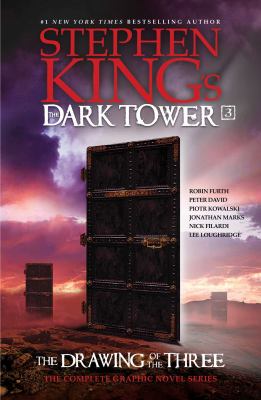 #1 NEW YORK TIMES BESTSELLING AUTHOR
STEPHEN
KING'S
THE DARK TOWER 3
ROBIN FURTH
PETER DAVID
PIOTR KOWALSKI
JONATHAN MARKS
NICK FILARDI
LEE LOUGHRIDGE
THE DRAWING OF THE THREE
THE COMPLETE GRAPHIC NOVEL SERIES